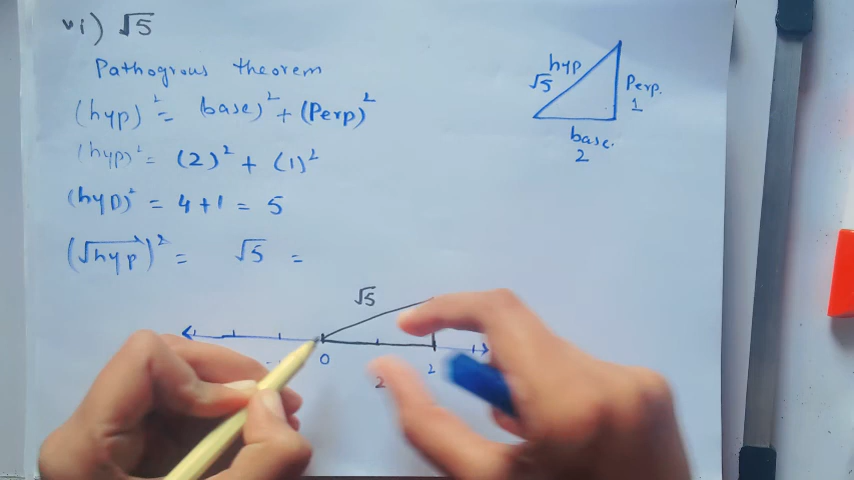 vi) √5
Pathogrous theorem
(hyp)² = (base)² + (Perp)²
(hyp)² = (2)² + (1)²
(hyp)² = 4+1 = 5
(√hyp)² = √5 =
hyp
√5
Perp.
1
base.
2
√5
0
2
2